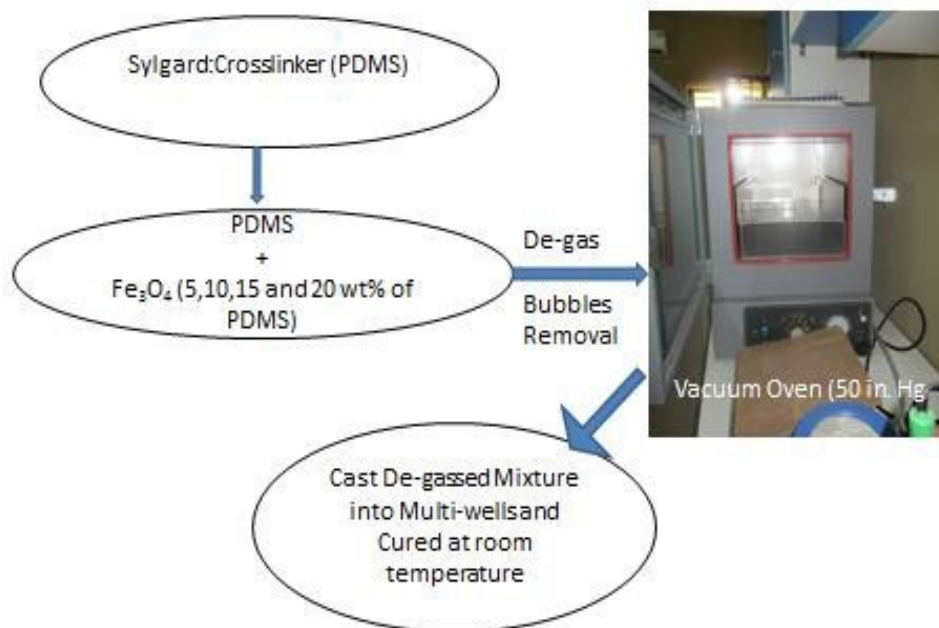 Sylgard:Crosslinker (PDMS)
PDMS
+
Fe₃O₄ (5,10,15 and 20 wt% of
PDMS)
De-gas
Bubbles
Removal
Vacuum Oven (50 in. Hg
Cast De-gassed Mixture
into Multi-wellsand
Cured at room
temperature